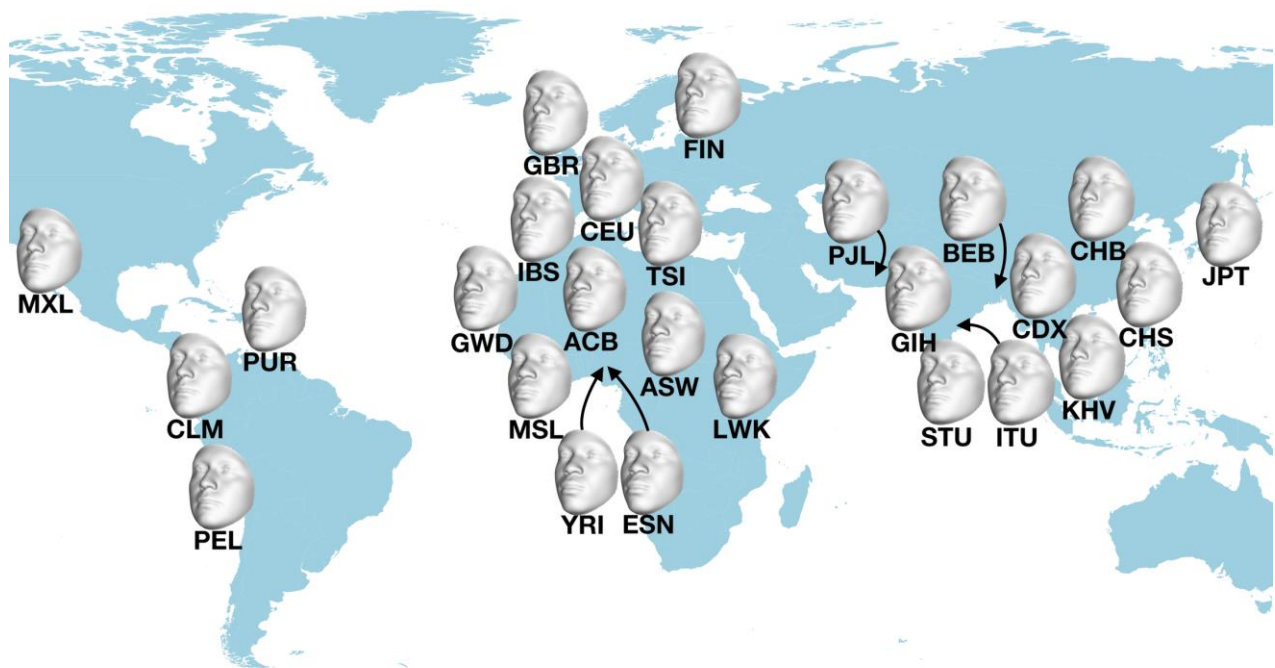 FIN
GBR
CEU
PJL
BEB
CHB
JPT
IBS
TSI
MXL
GWD
ACB
GIH
CDX
CHS
PUR
ASW
CLM
MSL
LWK
STU
ITU
KHV
PEL
YRI
ESN